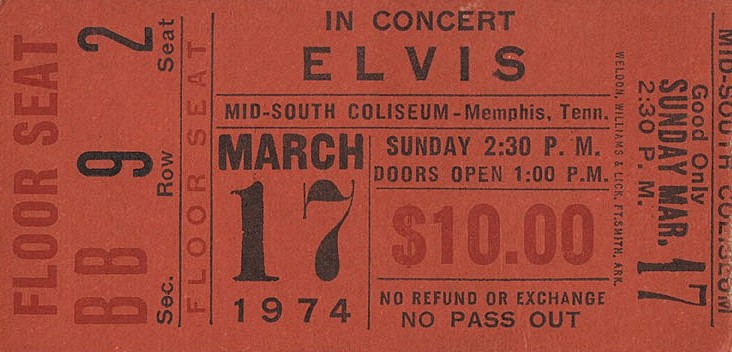 FLOOR SEAT
2 Seat
9 Row
BB Sec.
FLOOR SEAT
IN CONCERT
ELVIS
MID-SOUTH COLISEUM-Memphis, Tenn.
MARCH
17
1974
SUNDAY 2:30 P. M.
DOORS OPEN 1:00 P.M.
$10.00
NO REFUND OR EXCHANGE
NO PASS OUT
WELDON, WILLIAMS & LICK, FT. SMITH, ARK.
Good Only
SUNDAY MAR. 17
2:30 P. M.
MID-SOUTH COLISEUM